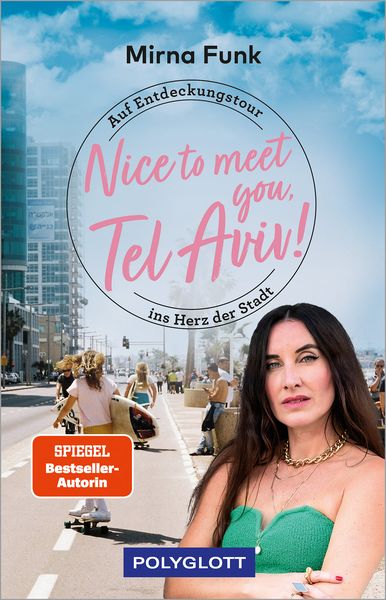 Mirna Funk
Auf Entdeckungstour
Nice to meet
you,
Tel Aviv!
ins Herz der Stadt
SPIEGEL
Bestseller-
Autorin
POLYGLOTT